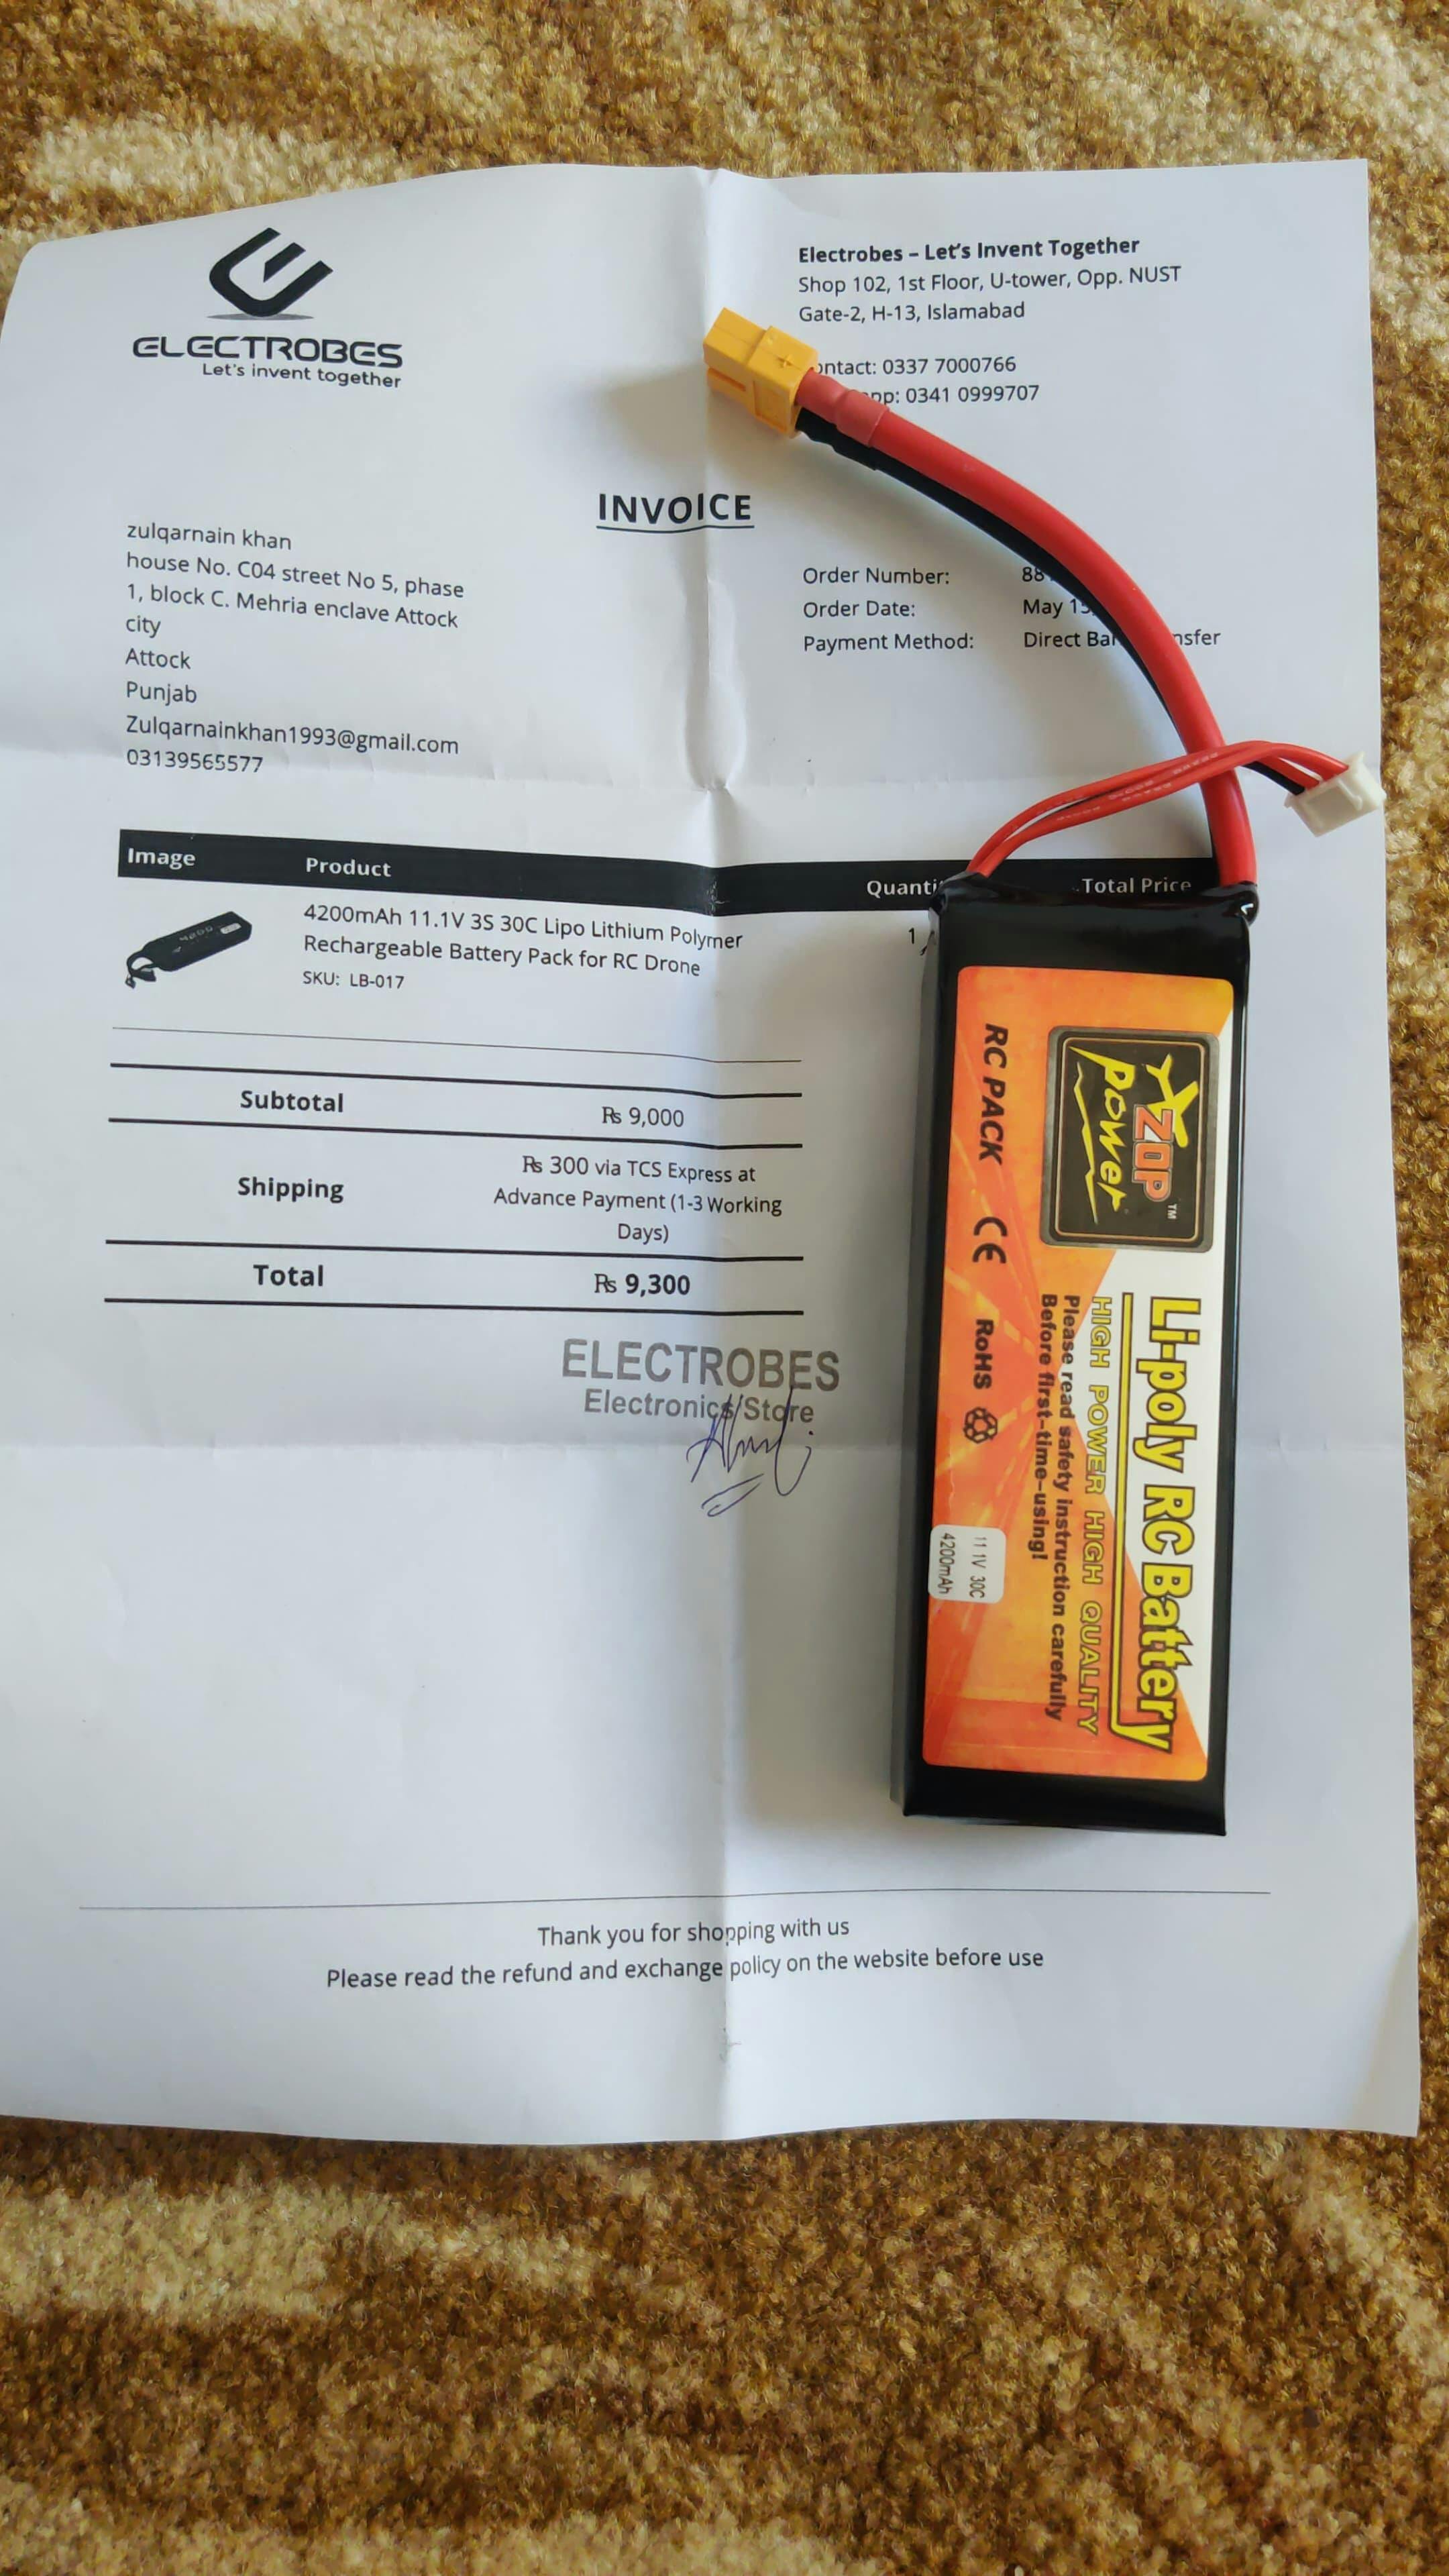 ELECTROBES
Let's invent together
Electrobes – Let's Invent Together
Shop 102, 1st Floor, U-tower, Opp. NUST
Gate-2, H-13, Islamabad
0337 7000766
0341 0999707
INVOICE
zulqarnain khan
house No. C04 street No 5, phase
1, block C. Mehria enclave Attock
city
Attock
Punjab
Zulqarnainkhan1993@gmail.com
03139565577
Order Number:
Order Date: May
Payment Method: Direct
Image Product Total Price
4200mAh 11.1V 3S 30C Lipo Lithium Polymer
Rechargeable Battery Pack for RC Drone
SKU: LB-017
1
Subtotal ₨ 9,000
Shipping ₨ 300 via TCS Express at
Advance Payment (1-3 Working
Days)
Total ₨ 9,300
ELECTROBES
Electronics Store
Thank you for shopping with us
Please read the refund and exchange policy on the website before use
ZOP™
power
Li-poly RC Battery
HIGH POWER HIGH QUALITY
Please read safety instruction carefully
Before first-time-using!
RC PACK CE RoHS
11.1V 30C
4200mAh